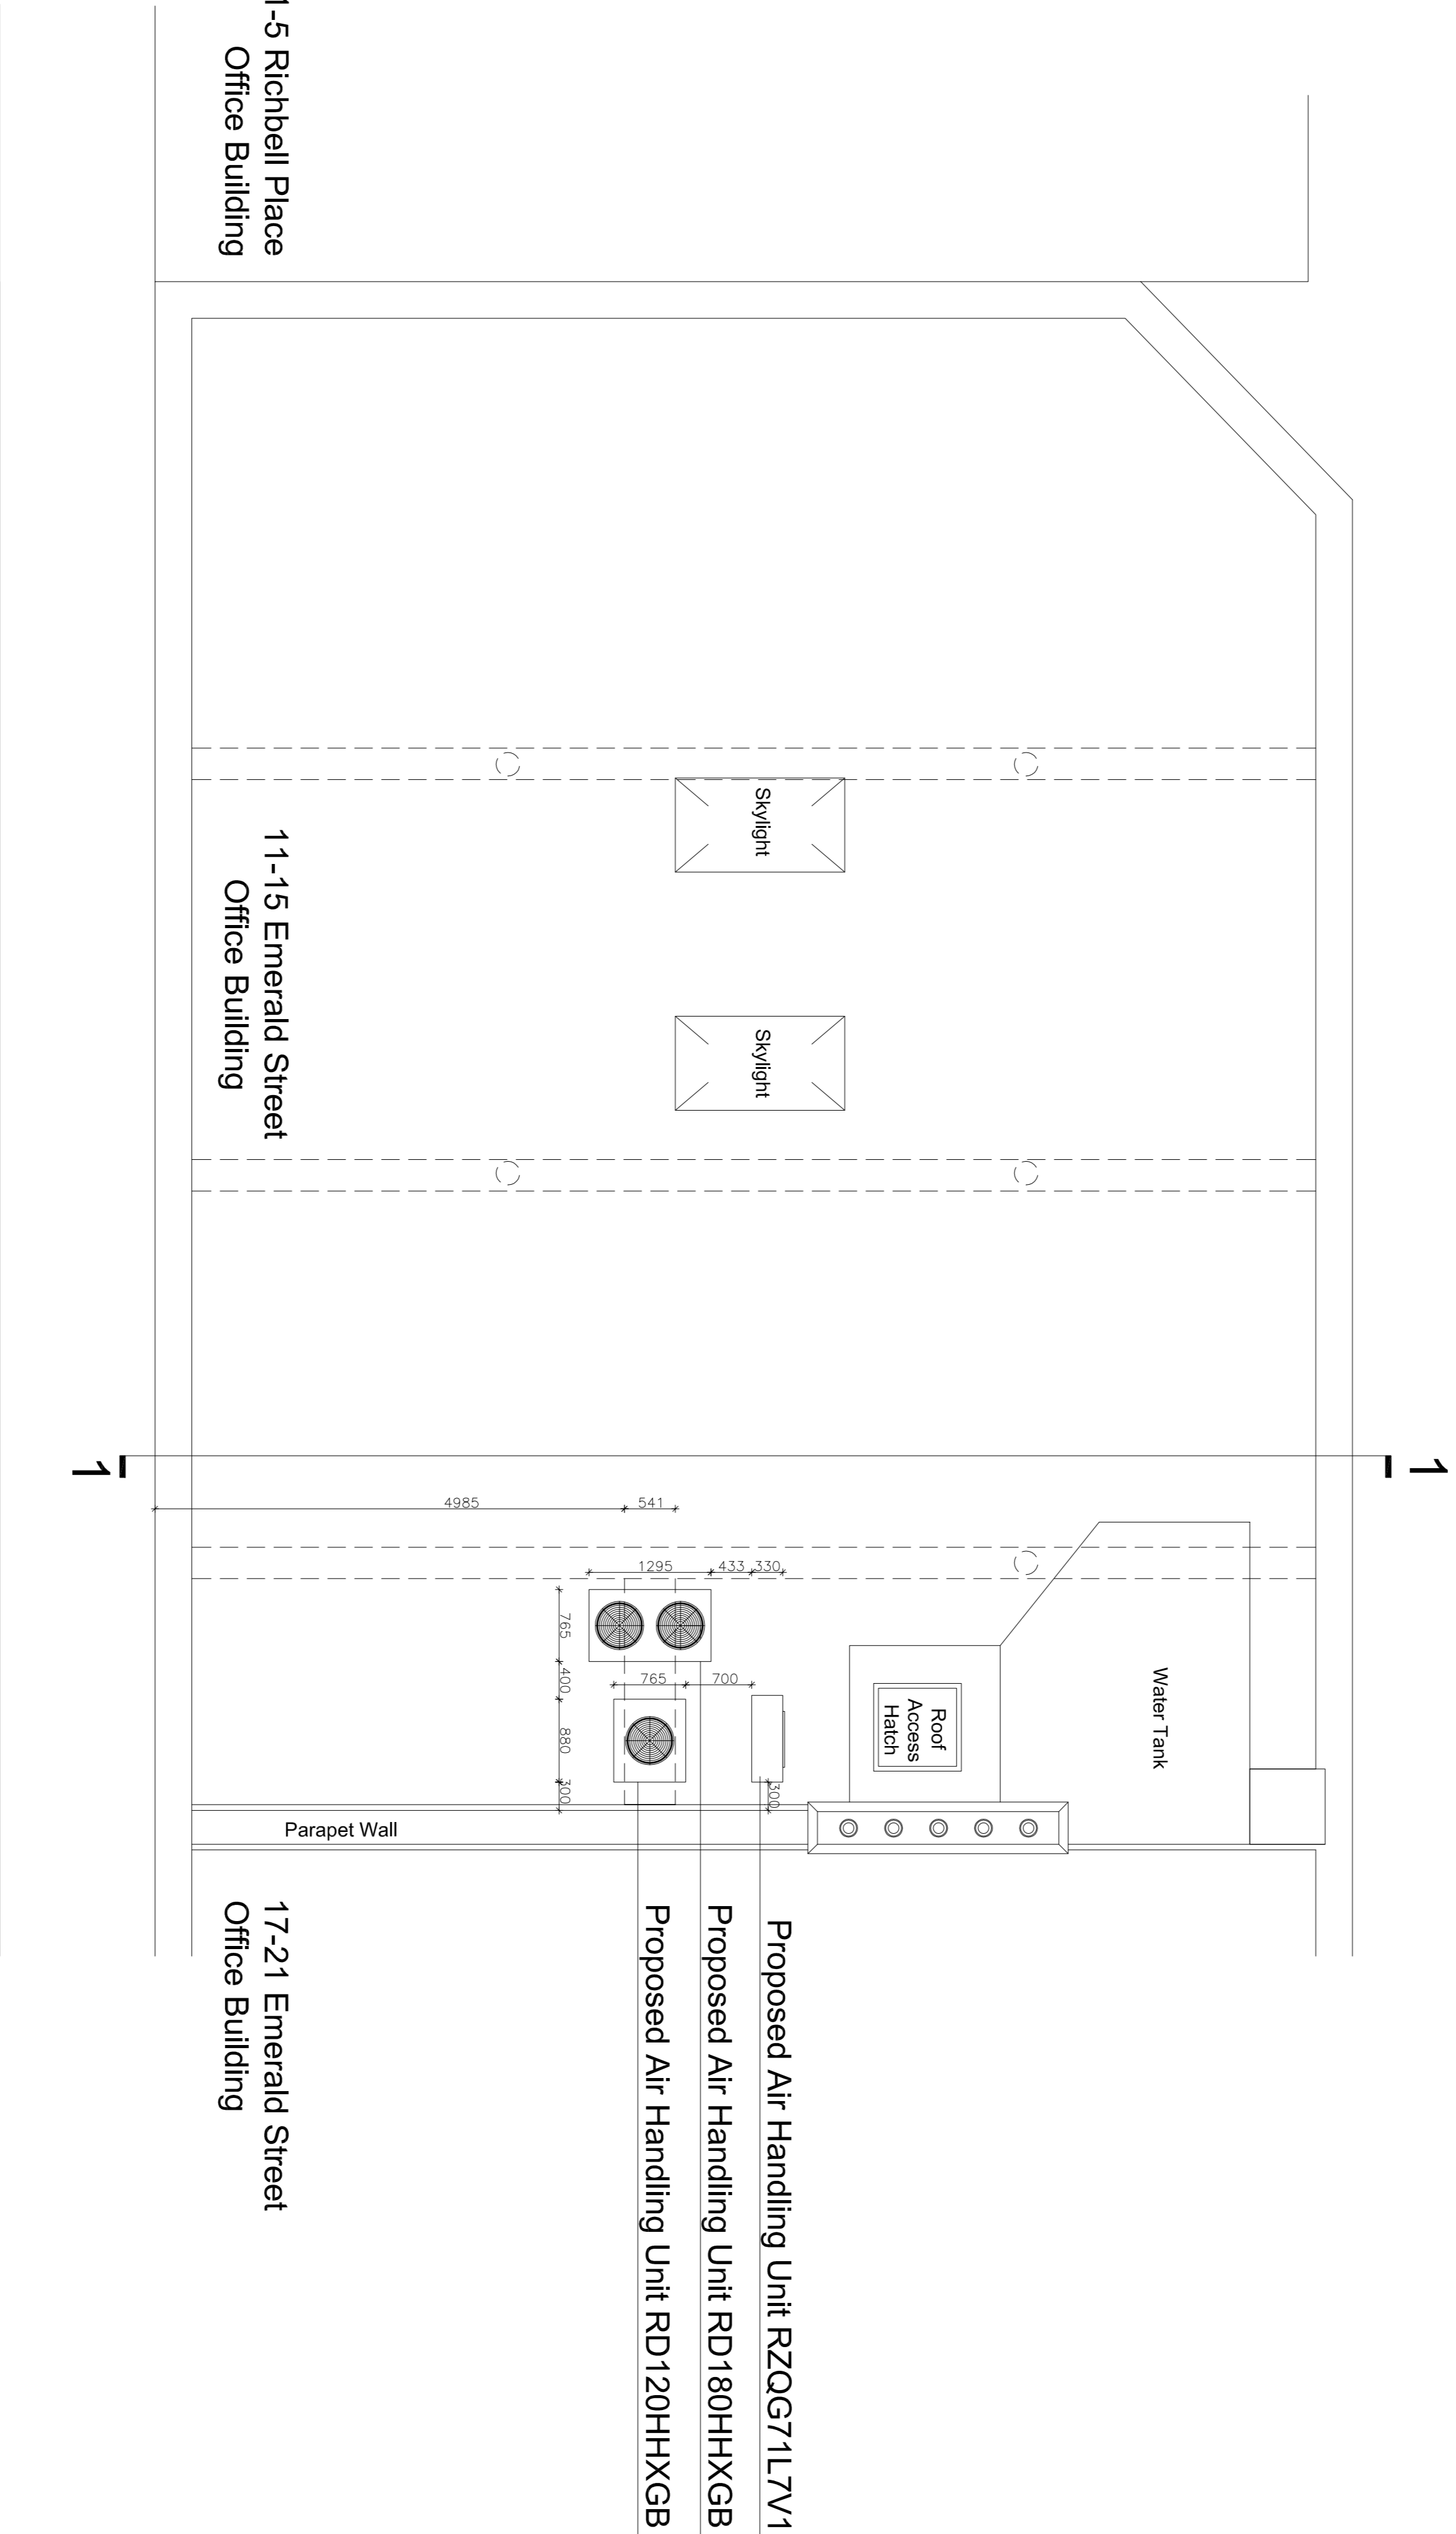 1-5 Richbell Place
Office Building
11-15 Emerald Street
Office Building
17-21 Emerald Street
Office Building
Skylight
Skylight
1
1
4985
541
1295
433
330
765
400
880
300
765
700
300
Roof
Access
Hatch
Water Tank
Parapet Wall
Proposed Air Handling Unit RZQG71L7V1
Proposed Air Handling Unit RD180HHXGB
Proposed Air Handling Unit RD120HHXGB